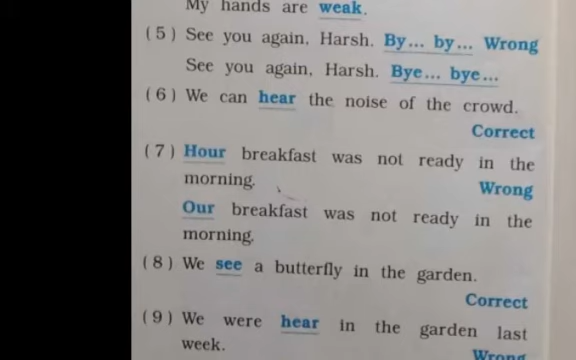 My hands are weak.
(5) See you again, Harsh. By... by... Wrong
See you again, Harsh. Bye... bye...
(6) We can hear the noise of the crowd.
Correct
(7) Hour breakfast was not ready in the
morning. Wrong
Our breakfast was not ready in the
morning.
(8) We see a butterfly in the garden.
Correct
(9) We were hear in the garden last
week. Wrong